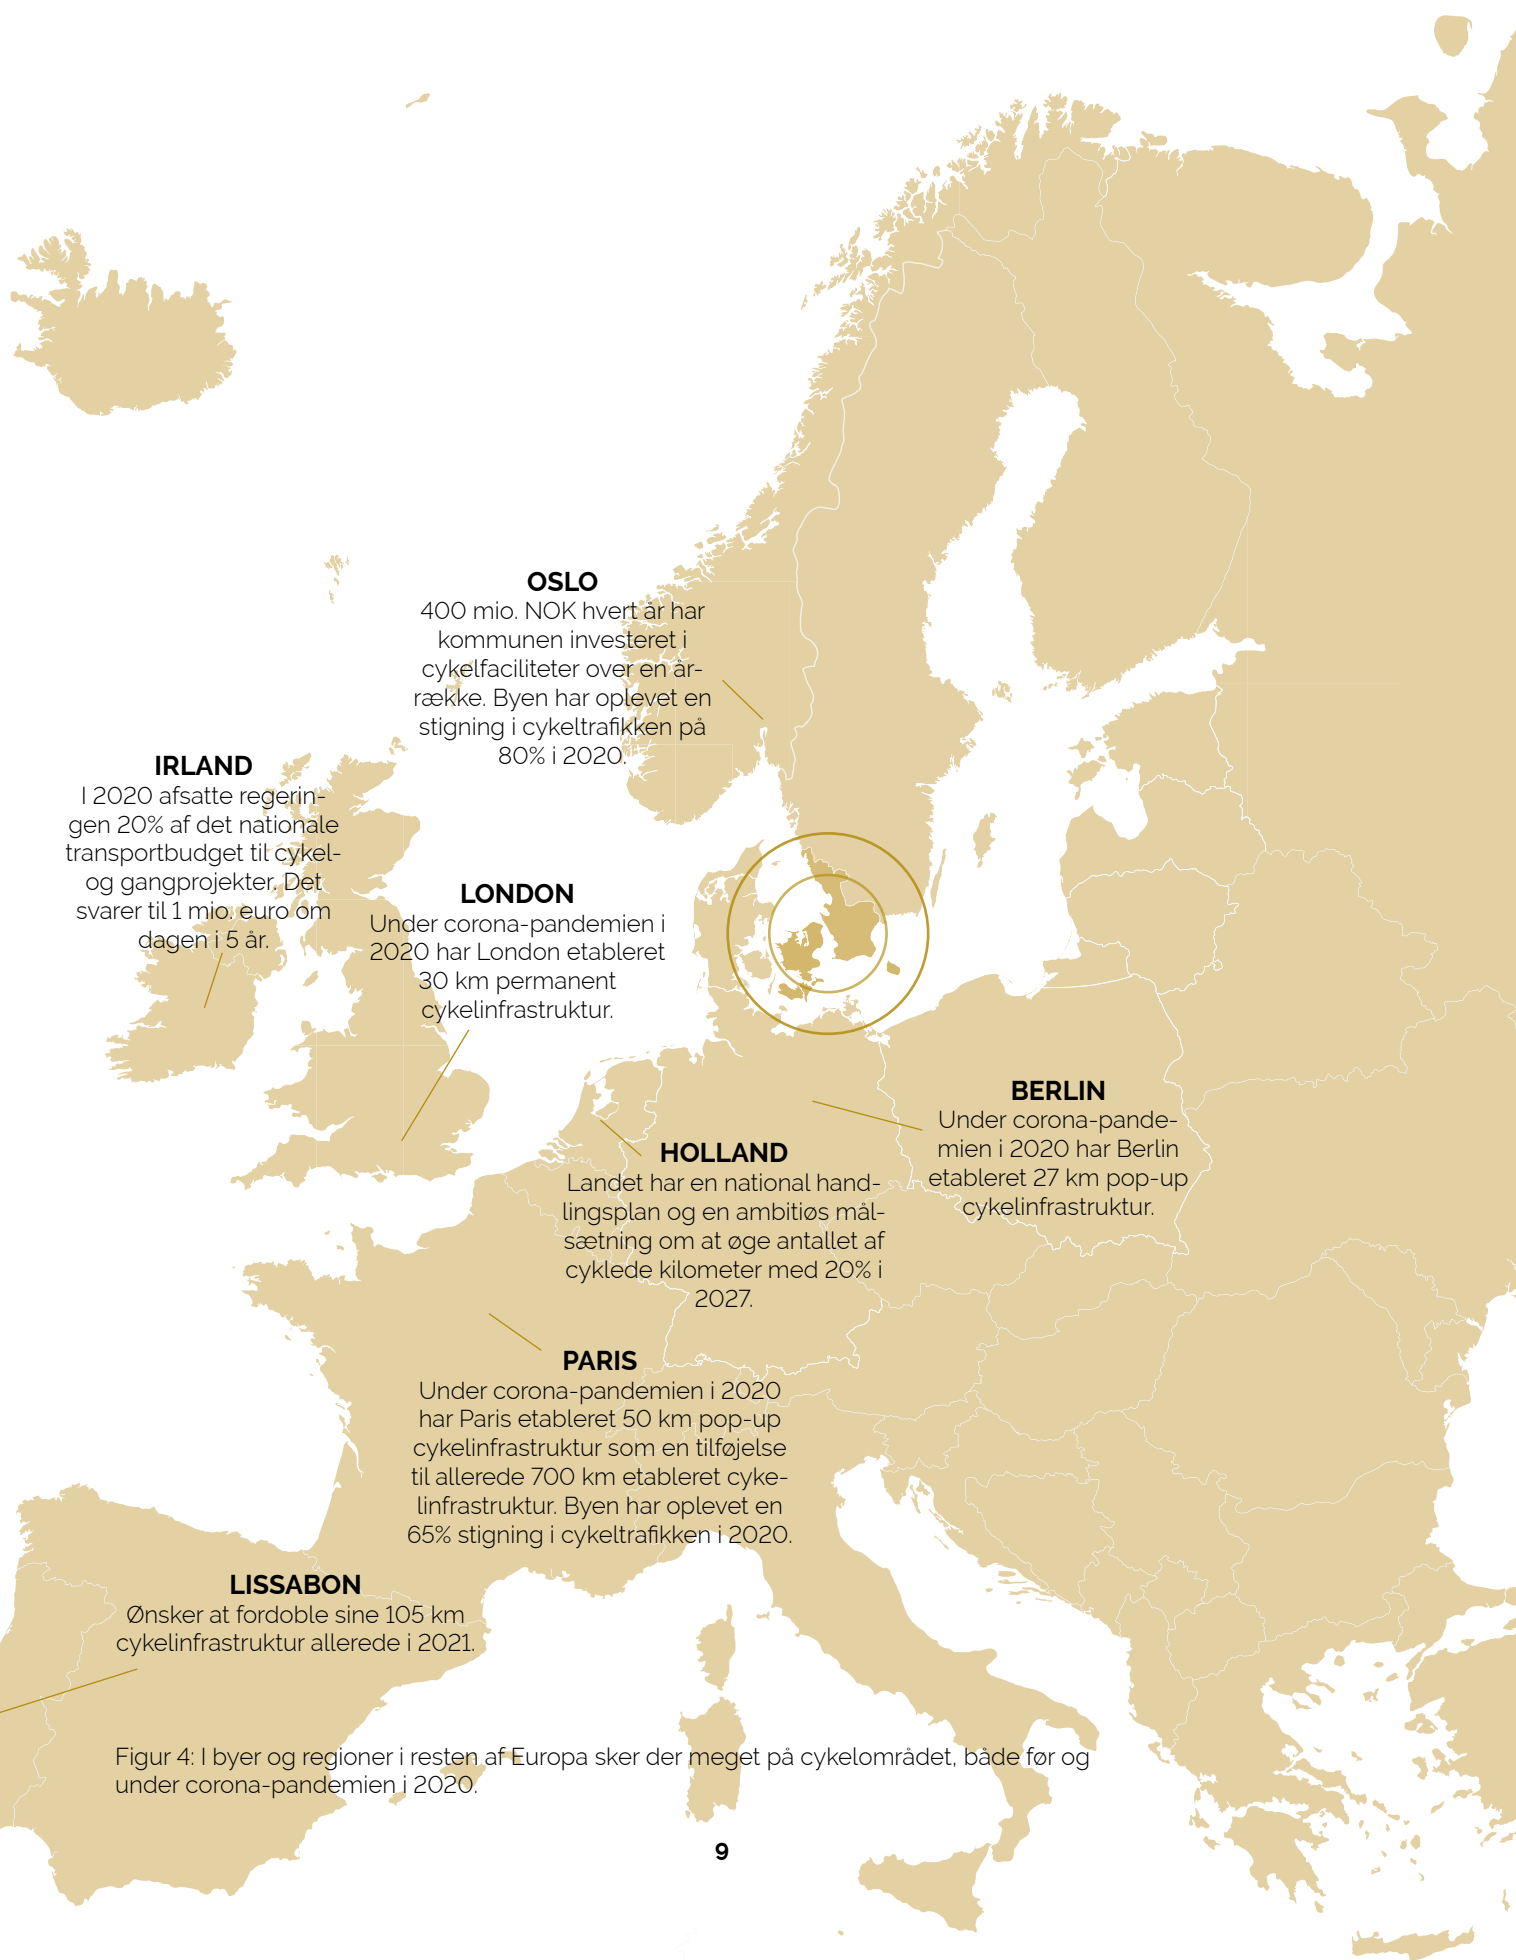 OSLO
400 mio. NOK hvert år har
kommunen investeret i
cykelfaciliteter over en år-
række. Byen har oplevet en
stigning i cykeltrafikken på
80% i 2020.
IRLAND
I 2020 afsatte regerin-
gen 20% af det nationale
transportbudget til cykel-
og gangprojekter. Det
svarer til 1 mio. euro om
dagen i 5 år.
LONDON
Under corona-pandemien i
2020 har London etableret
30 km permanent
cykelinfrastruktur.
BERLIN
Under corona-pande-
mien i 2020 har Berlin
etableret 27 km pop-up
cykelinfrastruktur.
HOLLAND
Landet har en national hand-
lingsplan og en ambitiøs mål-
sætning om at øge antallet af
cyklede kilometer med 20% i
2027.
PARIS
Under corona-pandemien i 2020
har Paris etableret 50 km pop-up
cykelinfrastruktur som en tilføjelse
til allerede 700 km etableret cyke-
linfrastruktur. Byen har oplevet en
65% stigning i cykeltrafikken i 2020.
LISSABON
Ønsker at fordoble sine 105 km
cykelinfrastruktur allerede i 2021.
Figur 4: I byer og regioner i resten af Europa sker der meget på cykelområdet, både før og
under corona-pandemien i 2020.
9